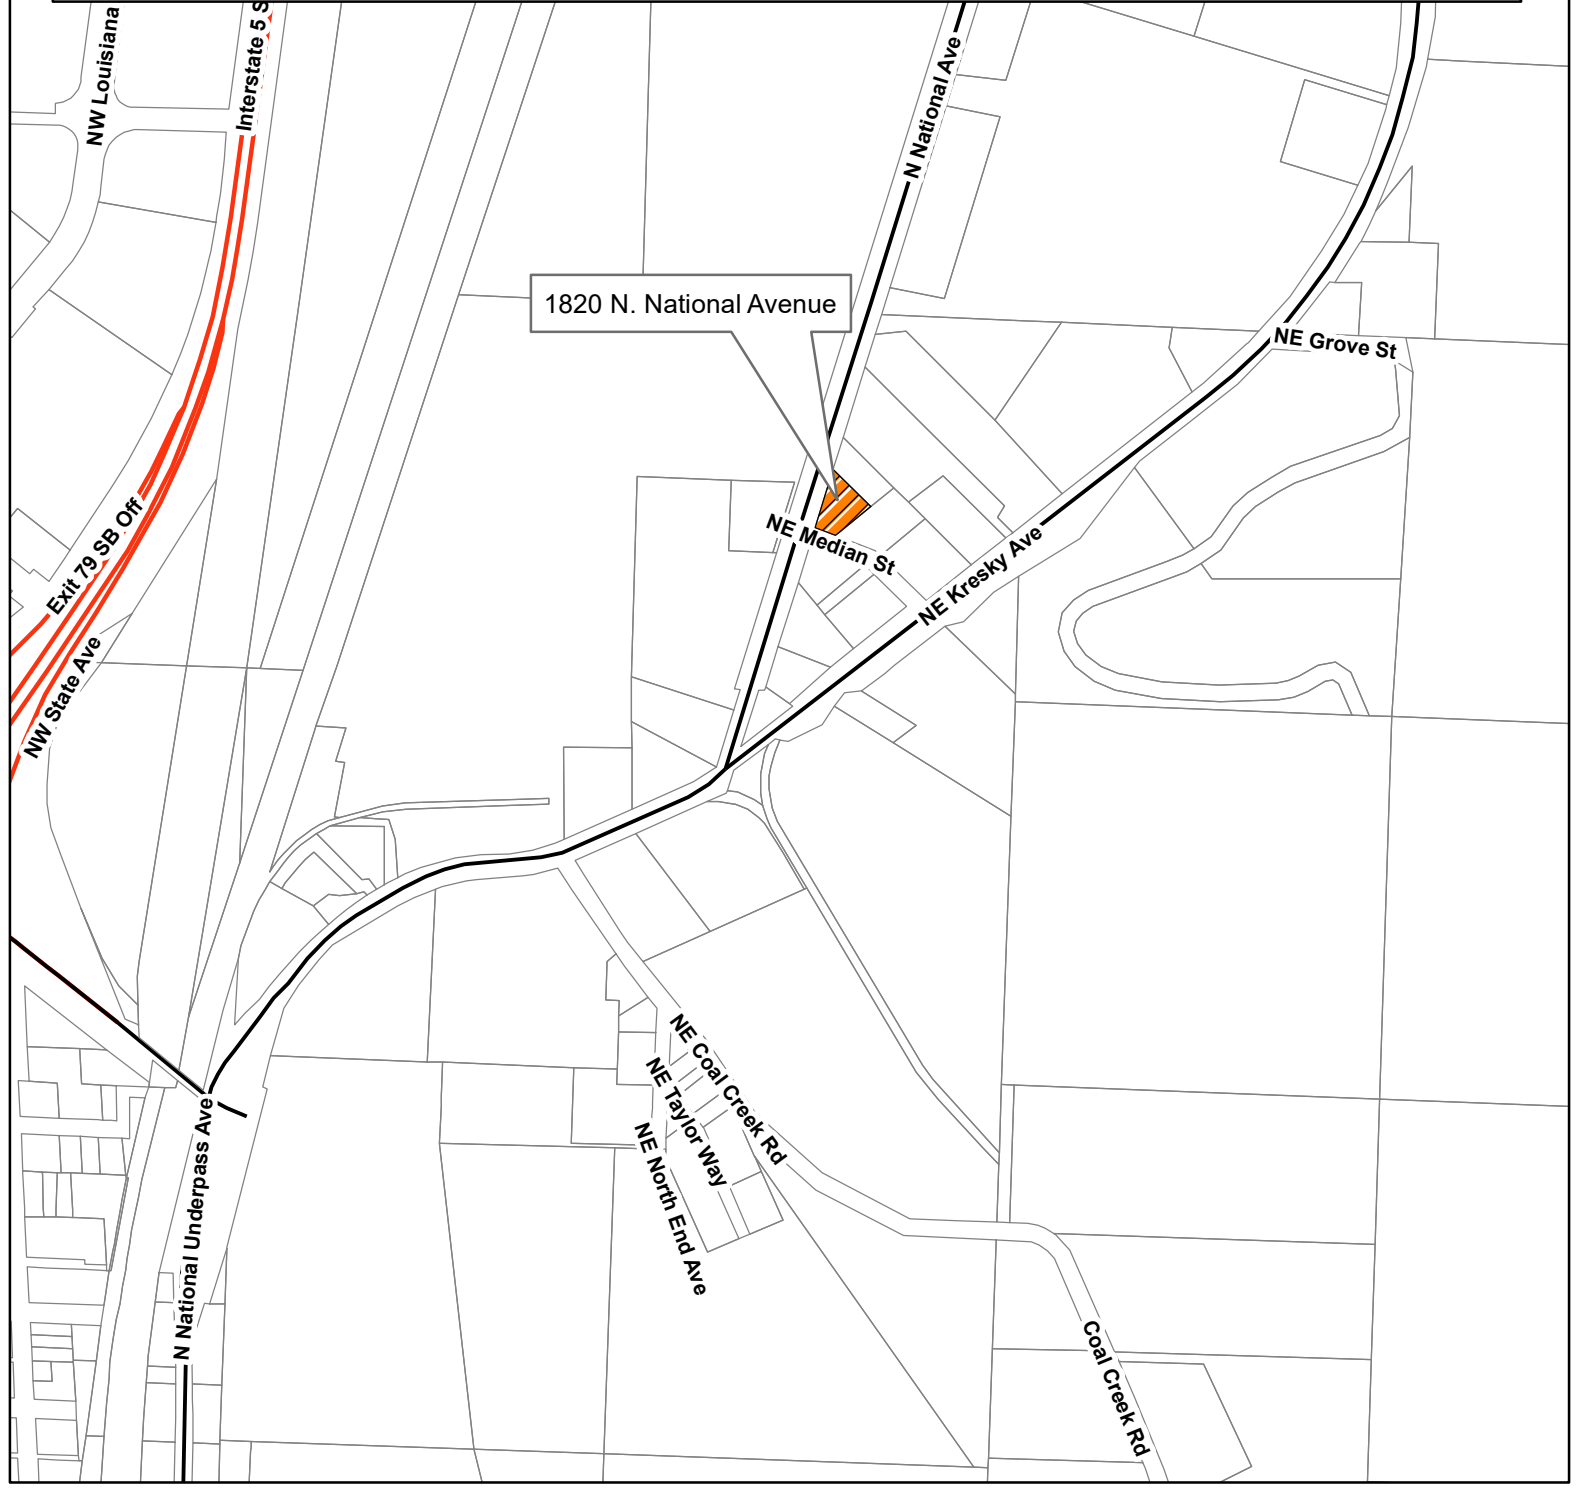 NW Louisiana
Interstate 5 S
N National Ave
1820 N. National Avenue
NE Grove St
Exit 79 SB Off
NE Median St
NE Kresky Ave
NW State Ave
NE Coal Creek Rd
NE Taylor Way
NE North End Ave
N National Underpass Ave
Coal Creek Rd